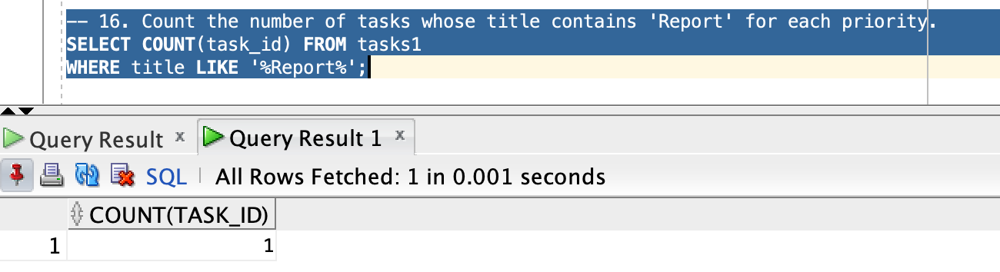 -- 16. Count the number of tasks whose title contains 'Report' for each priority.
SELECT COUNT(task_id) FROM tasks1
WHERE title LIKE '%Report%';
Query Result x Query Result 1 x
SQL All Rows Fetched: 1 in 0.001 seconds
COUNT(TASK_ID)
1 1